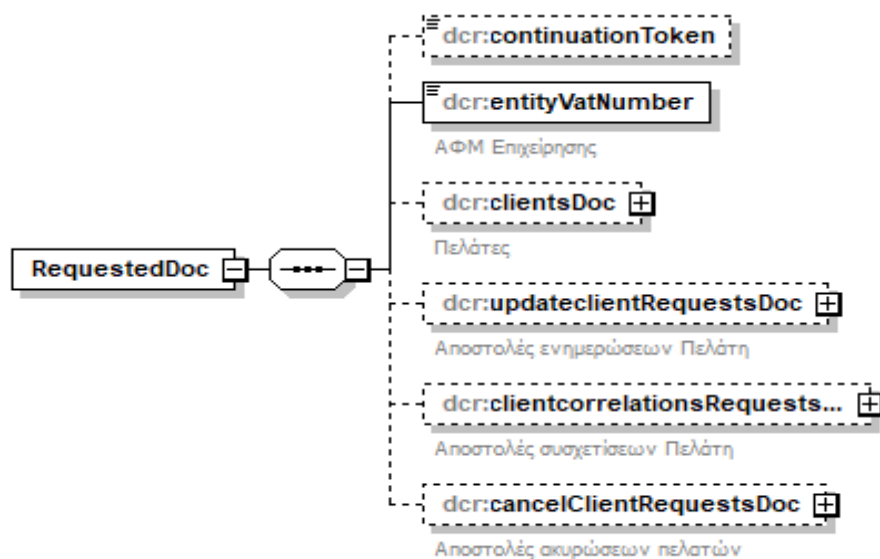 dcr:continuationToken
dcr:entityVatNumber
ΑΦΜ Επιχείρησης
dcr:clientsDoc
Πελάτες
RequestedDoc
dcr:updateclientRequestsDoc
Αποστολές ενημερώσεων Πελάτη
dcr:clientcorrelationsRequests...
Αποστολές συσχετίσεων Πελάτη
dcr:cancelClientRequestsDoc
Αποστολές ακυρώσεων πελατών